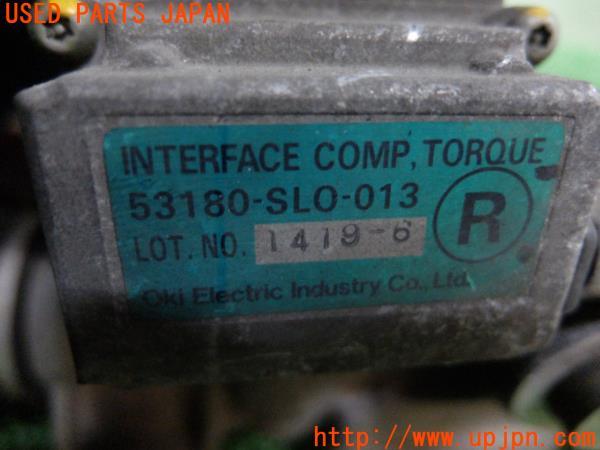 USED PARTS JAPAN
INTERFACE COMP, TORQUE
53180-SL0-013
LOT. NO. 1419-6
R
Oki Electric Industry Co., Ltd.
UPJ
http://www.upjpn.com